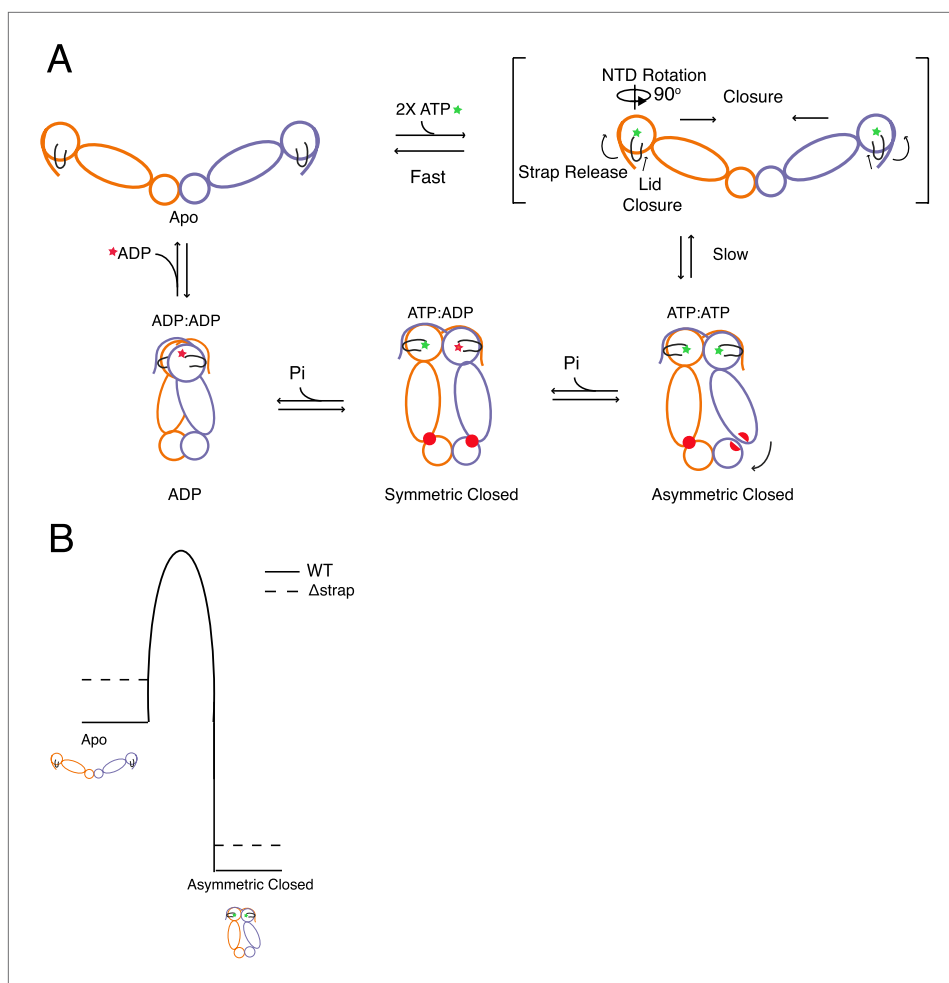 A
2X ATP
Fast
NTD Rotation
90°
Closure
Strap Release
Lid
Closure
Apo
ADP
Slow
ADP:ADP
ATP:ADP
ATP:ATP
Pi
Pi
ADP
Symmetric Closed
Asymmetric Closed
B
WT
Δstrap
Apo
Asymmetric Closed